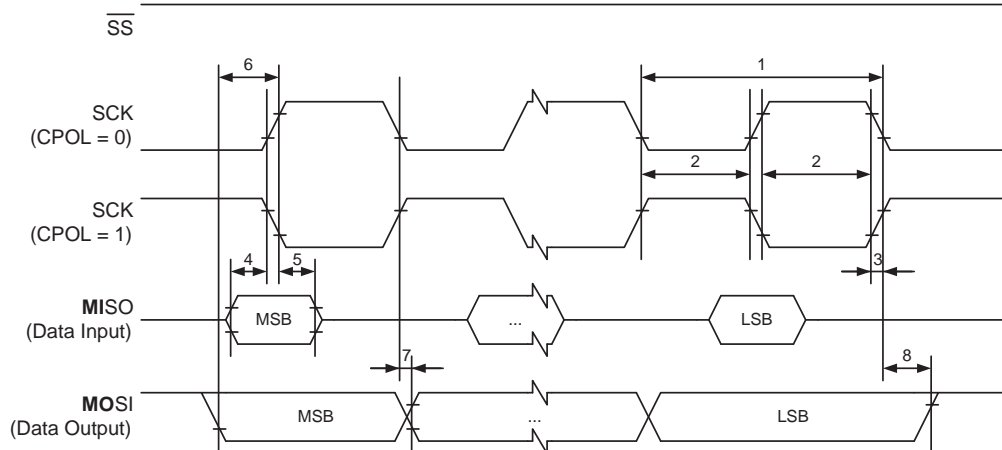 SS
6
1
SCK
(CPOL = 0)
2
2
SCK
(CPOL = 1)
4
5
3
MISO
(Data Input)
MSB
...
LSB
7
8
MOSI
(Data Output)
MSB
...
LSB